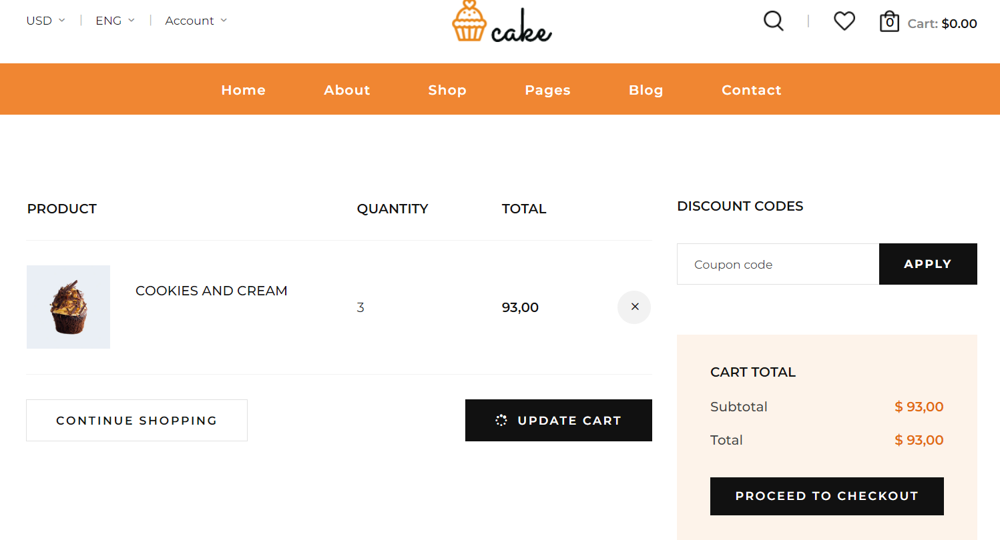 USD ENG Account
cake
0 Cart: $0.00
Home About Shop Pages Blog Contact
PRODUCT QUANTITY TOTAL
COOKIES AND CREAM
3 93,00
CONTINUE SHOPPING UPDATE CART
DISCOUNT CODES
Coupon code APPLY
CART TOTAL
Subtotal $ 93,00
Total $ 93,00
PROCEED TO CHECKOUT